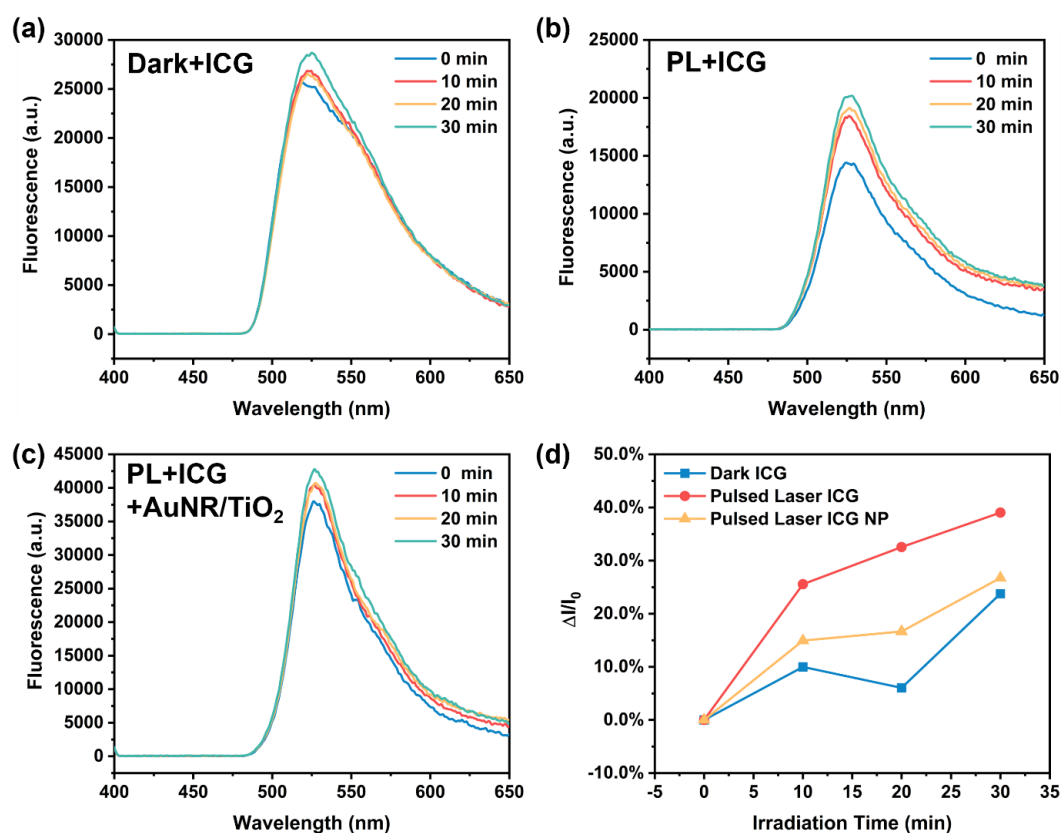 (a)
Dark+ICG
0 min
10 min
20 min
30 min
30000
25000
20000
15000
10000
5000
0
Fluorescence (a.u.)
400 450 500 550 600 650
Wavelength (nm)
(b)
PL+ICG
0 min
10 min
20 min
30 min
25000
20000
15000
10000
5000
0
Fluorescence (a.u.)
400 450 500 550 600 650
Wavelength (nm)
(c)
PL+ICG
+AuNR/TiO₂
0 min
10 min
20 min
30 min
45000
40000
35000
30000
25000
20000
15000
10000
5000
0
Fluorescence (a.u.)
400 450 500 550 600 650
Wavelength (nm)
(d)
Dark ICG
Pulsed Laser ICG
Pulsed Laser ICG NP
50.0%
40.0%
30.0%
20.0%
10.0%
0.0%
-10.0%
ΔI/I₀
-5 0 5 10 15 20 25 30 35
Irradiation Time (min)